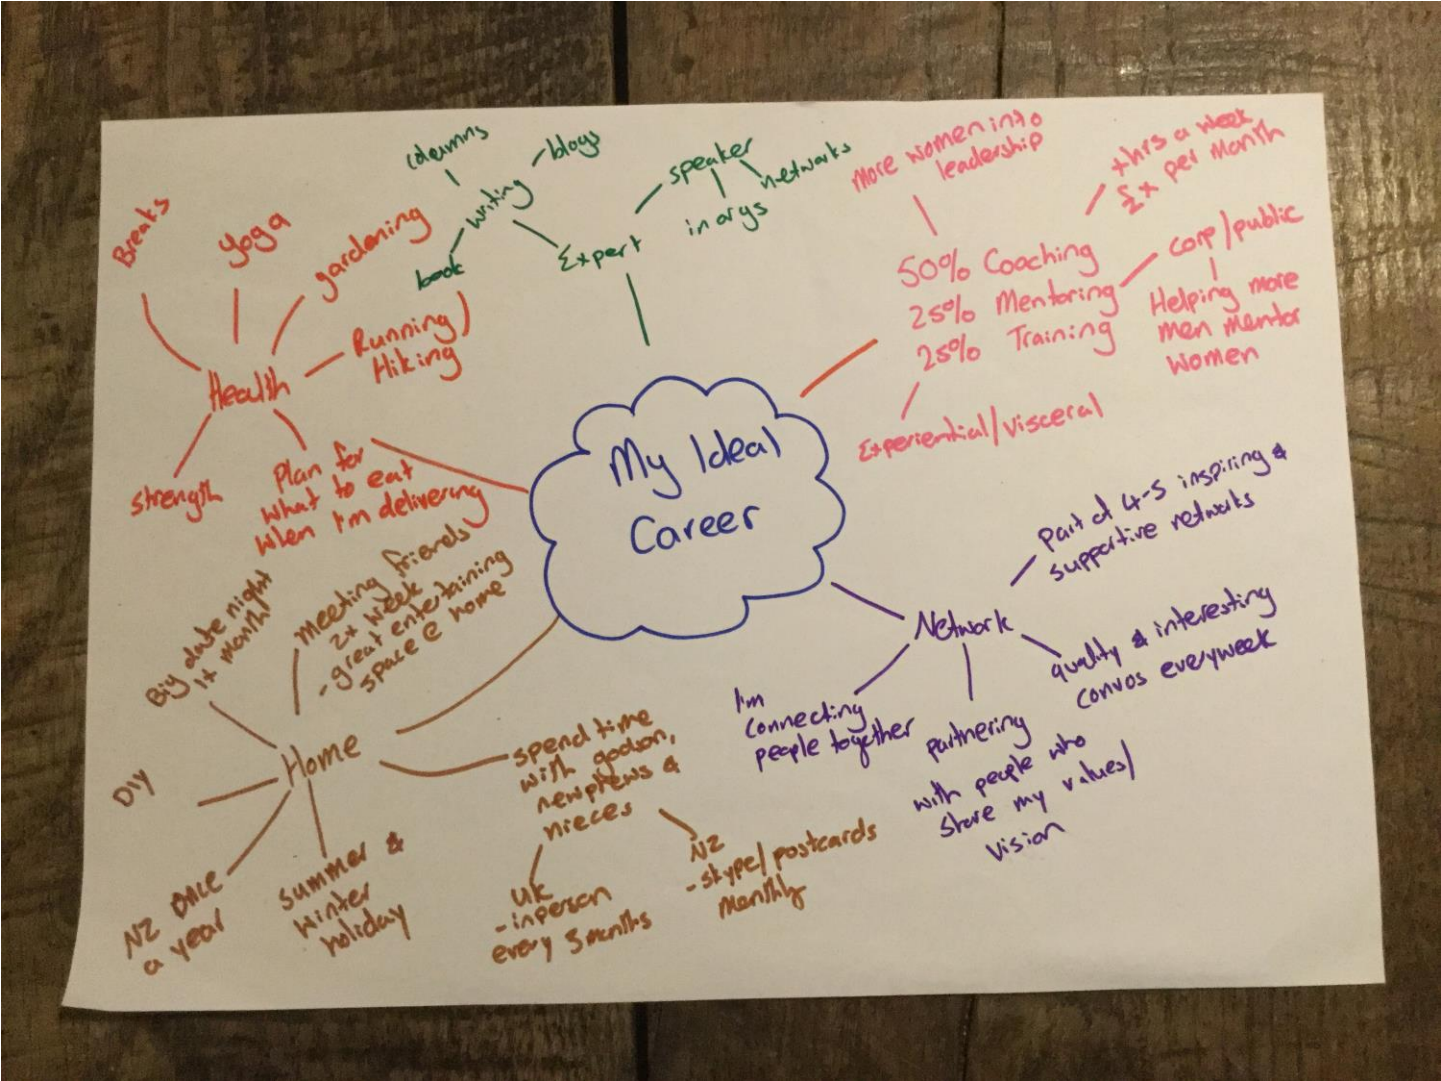 My Ideal
Career
Expert
writing
columns
blogs
book
speaker
in orgs
networks
50% Coaching
25% Mentoring
25% Training
more women into
leadership
xhrs a week
£x per month
corp/public
Helping more
men mentor
women
Experiential/visceral
Network
part of 4-5 inspiring &
supportive networks
quality & interesting
convos everyweek
partnering
with people who
share my values/
vision
I'm
connecting
people together
Home
spend time
with godson,
newphews &
nieces
UK
- inperson
every 3 months
NZ
- skype/postcards
monthly
summer &
winter
holiday
NZ once
a year
DIY
Big date night
1x month
meeting friends
2x week
- great entertaining
space @ home
Health
Breaks
Yoga
gardening
Running/
Hiking
Plan for
what to eat
when I'm delivering
strength